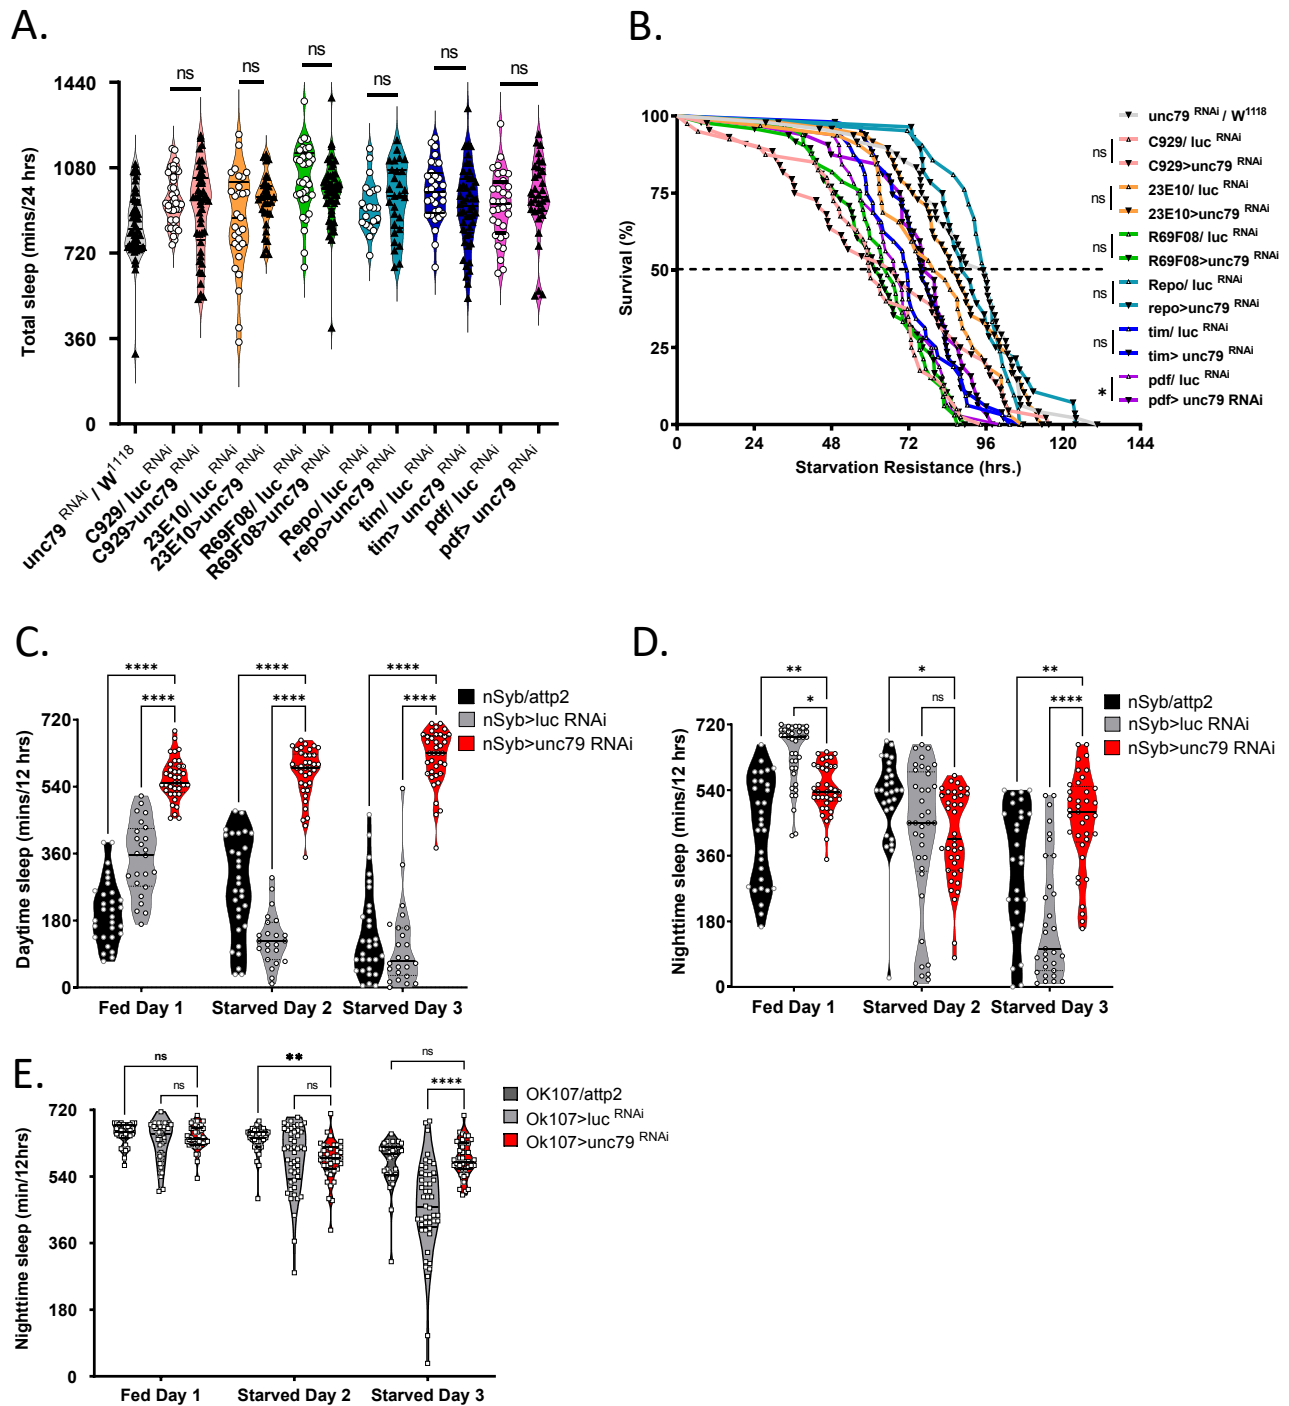 A.
ns
ns
ns
ns
ns
ns
1440
1080
720
360
0
Total sleep (mins/24 hrs)
unc79 RNAi / W1118
C929/ luc RNAi
C929>unc79 RNAi
23E10/ luc RNAi
23E10>unc79 RNAi
R69F08/ luc RNAi
R69F08>unc79 RNAi
Repo/ luc RNAi
repo>unc79 RNAi
tim/ luc RNAi
tim> unc79 RNAi
pdf/ luc RNAi
pdf> unc79 RNAi
B.
100
75
50
25
0
Survival (%)
0 24 48 72 96 120 144
Starvation Resistance (hrs.)
unc79 RNAi / W1118
C929/ luc RNAi
ns
C929>unc79 RNAi
23E10/ luc RNAi
ns
23E10>unc79 RNAi
R69F08/ luc RNAi
ns
R69F08>unc79 RNAi
Repo/ luc RNAi
ns
repo>unc79 RNAi
tim/ luc RNAi
ns
tim> unc79 RNAi
pdf/ luc RNAi
*
pdf> unc79 RNAi
C.
**** **** ****
**** **** ****
nSyb/attp2
nSyb>luc RNAi
nSyb>unc79 RNAi
720
540
360
180
0
Daytime sleep (mins/12 hrs)
Fed Day 1 Starved Day 2 Starved Day 3
D.
** * **
* ns ****
nSyb/attp2
nSyb>luc RNAi
nSyb>unc79 RNAi
720
540
360
180
0
Nighttime sleep (mins/12 hrs)
Fed Day 1 Starved Day 2 Starved Day 3
E.
ns ** ns
ns ns ****
OK107/attp2
Ok107>luc RNAi
Ok107>unc79 RNAi
720
540
360
180
0
Nighttime sleep (min/12hrs)
Fed Day 1 Starved Day 2 Starved Day 3